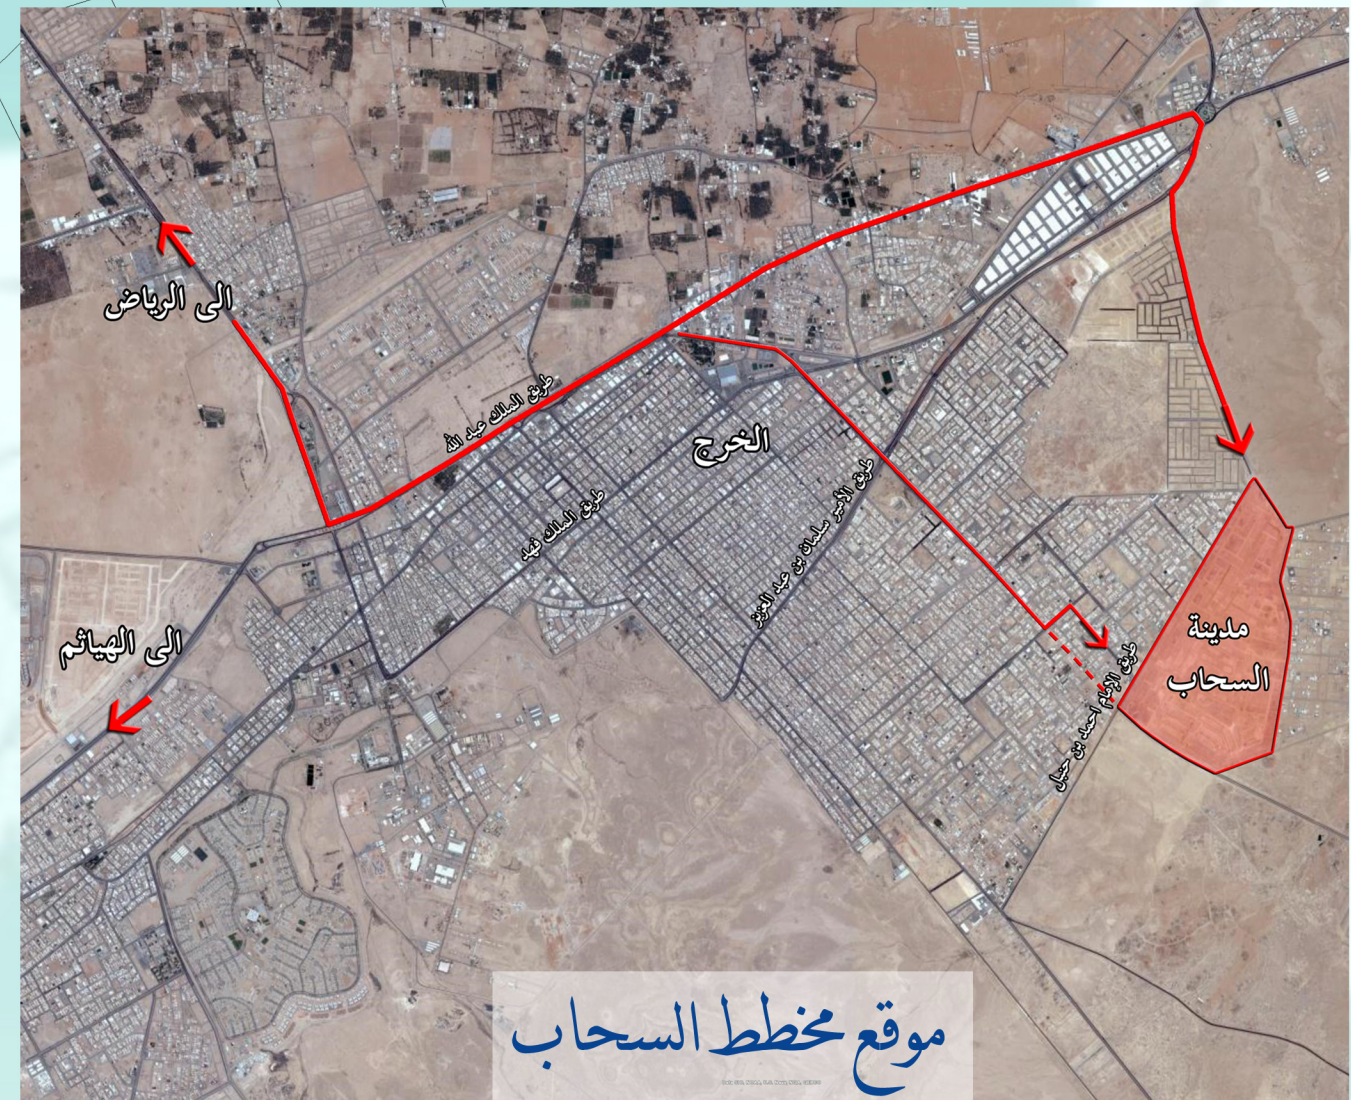 الى الرياض
طريق الملك عبد الله
الخرج
طريق الملك فهد
طريق الأمير سلمان بن عبد العزيز
الى الهياثم
مدينة
السحاب
طريق الإمام احمد بن حنبل
موقع مخطط السحاب